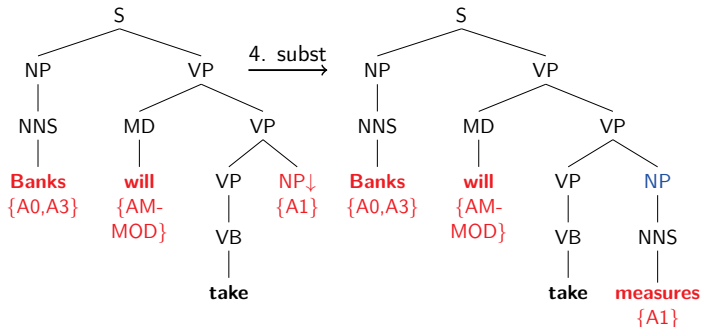 S
4. subst
S
NP
VP
NP
VP
NNS
MD
VP
NNS
MD
VP
Banks
will
VP
NP↓
Banks
will
VP
NP
{A0,A3}
{AM-
{A1}
{A0,A3}
{AM-
MOD}
MOD}
VB
VB
NNS
take
take
measures
{A1}